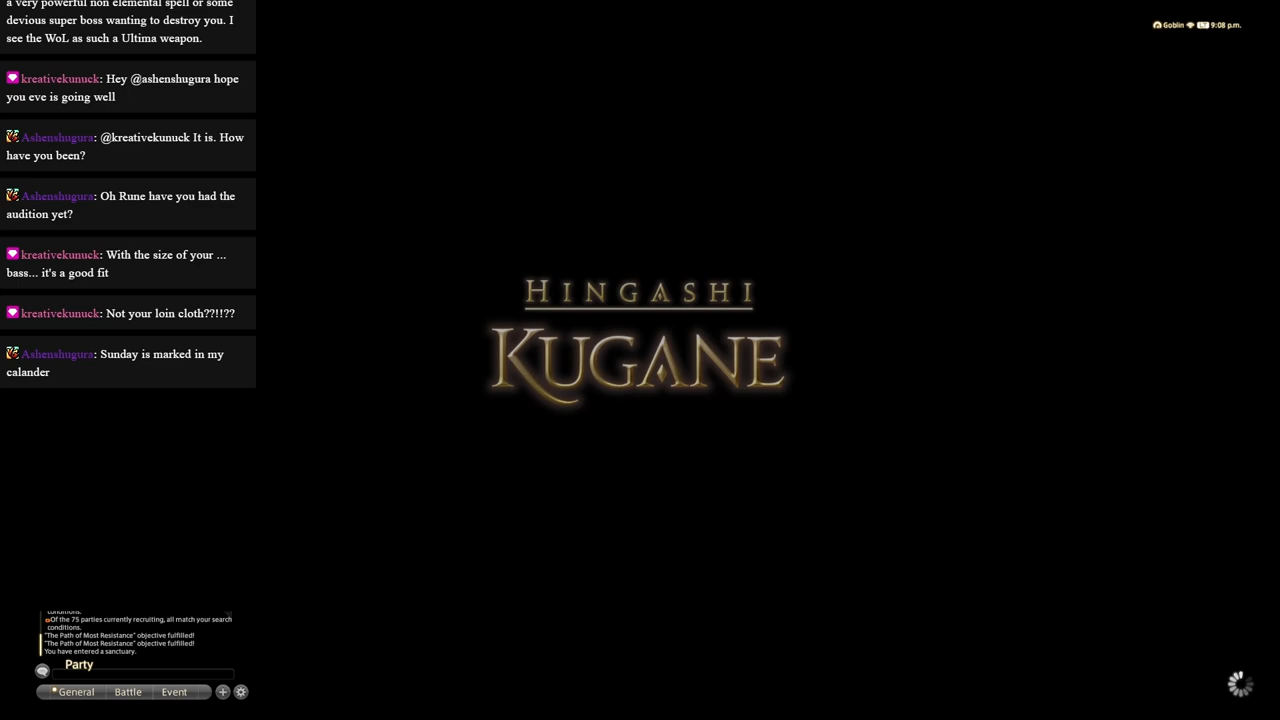 a very powerful non elemental spell or some
devious super boss wanting to destroy you. I
see the WoL as such a Ultima weapon.
kreativekunuck: Hey @ashenshugura hope
you eve is going well
Ashenshugura: @kreativekunuck It is. How
have you been?
Ashenshugura: Oh Rune have you had the
audition yet?
kreativekunuck: With the size of your ...
bass... it's a good fit
kreativekunuck: Not your loin cloth??!!??
Ashenshugura: Sunday is marked in my
calander
Goblin LT 9:08 p.m.
HINGASHI
KUGANE
conditions.
Of the 75 parties currently recruiting, all match your search
conditions.
"The Path of Most Resistance" objective fulfilled!
"The Path of Most Resistance" objective fulfilled!
You have entered a sanctuary.
Party
General Battle Event